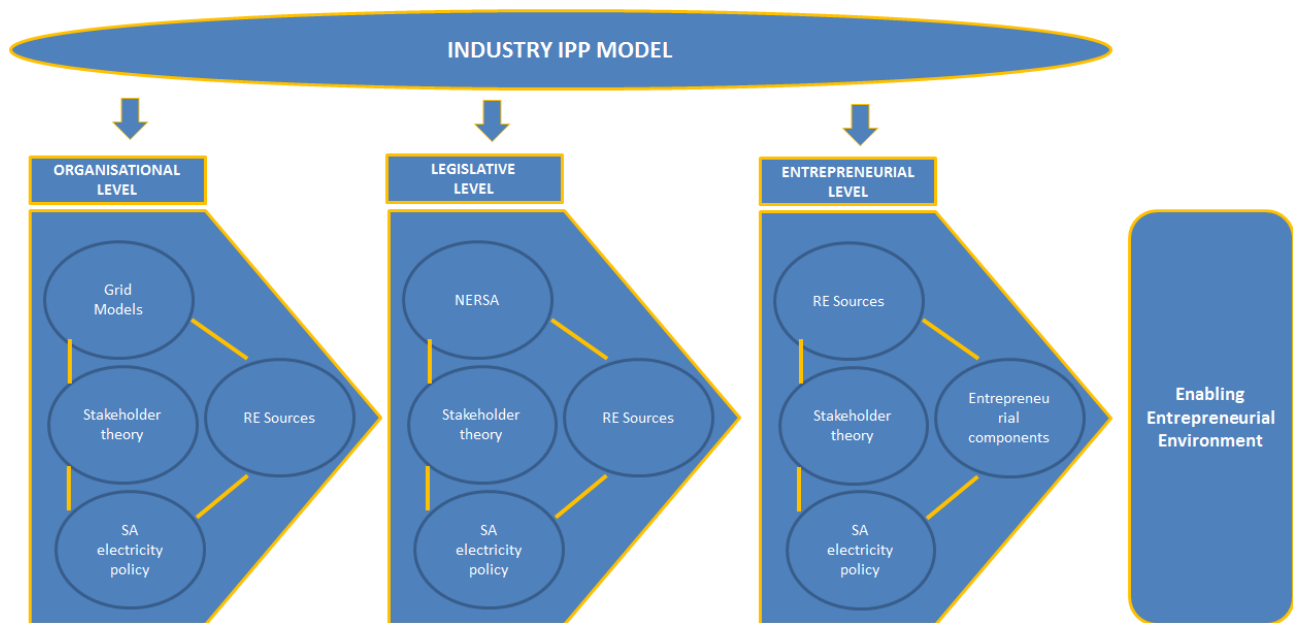 INDUSTRY IPP MODEL
ORGANISATIONAL
LEVEL
Grid
Models
Stakeholder
theory
RE Sources
SA
electricity
policy
LEGISLATIVE
LEVEL
NERSA
Stakeholder
theory
RE Sources
SA
electricity
policy
ENTREPRENEURIAL
LEVEL
RE Sources
Stakeholder
theory
Entrepreneu
rial
components
SA
electricity
policy
Enabling
Entrepreneurial
Environment